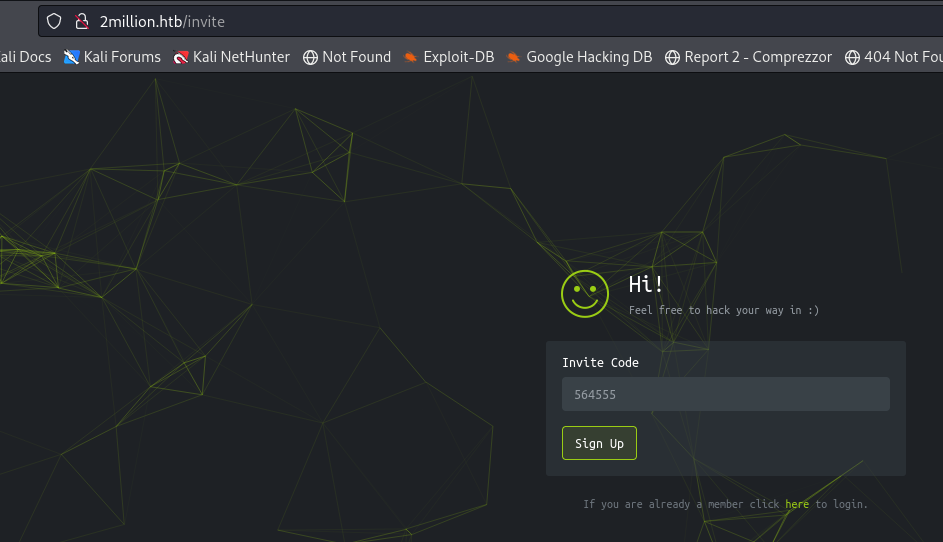 2million.htb/invite
ali Docs Kali Forums Kali NetHunter Not Found Exploit-DB Google Hacking DB Report 2 - Comprezzor 404 Not Fou
Hi!
Feel free to hack your way in :)
Invite Code
564555
Sign Up
If you are already a member click here to login.